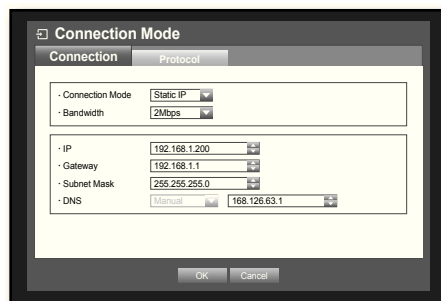 Connection Mode
Connection Protocol
· Connection Mode Static IP
· Bandwidth 2Mbps
· IP 192.168.1.200
· Gateway 192.168.1.1
· Subnet Mask 255.255.255.0
· DNS Manual 168.126.63.1
OK Cancel